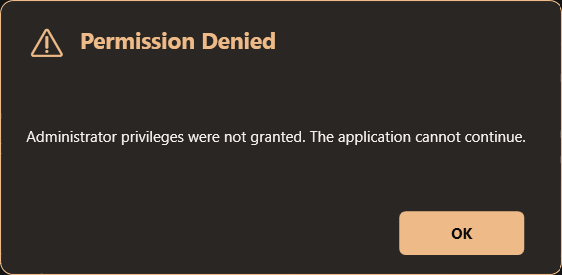 Permission Denied
Administrator privileges were not granted. The application cannot continue.
OK